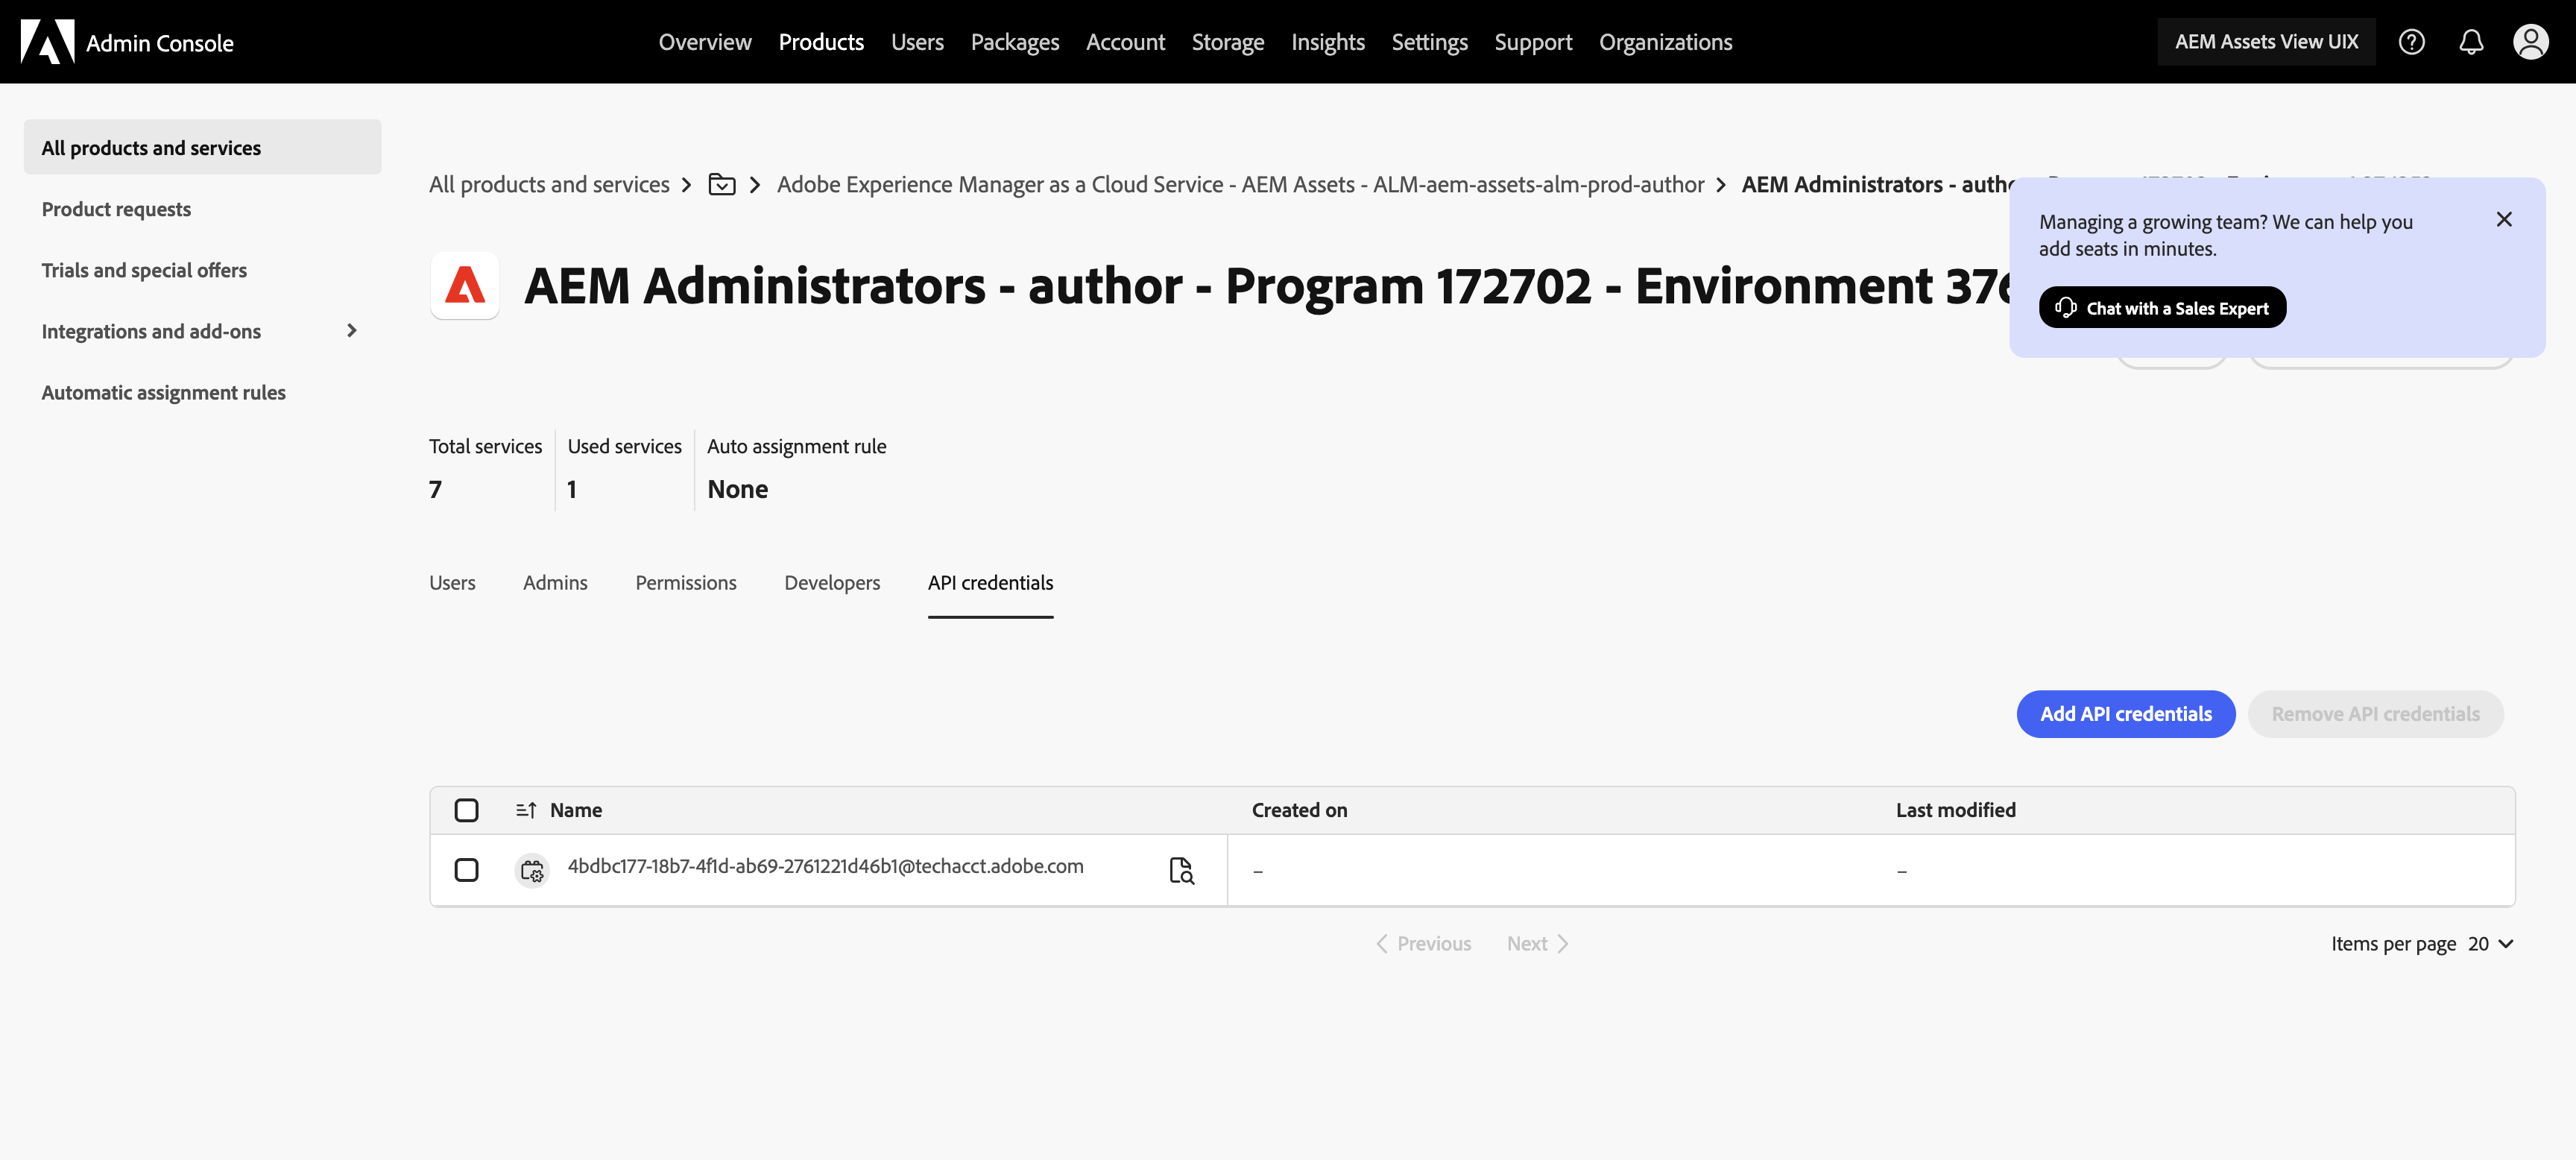 Admin Console
Overview Products Users Packages Account Storage Insights Settings Support Organizations
AEM Assets View UIX
All products and services
Product requests
Trials and special offers
Integrations and add-ons
Automatic assignment rules
All products and services > Adobe Experience Manager as a Cloud Service - AEM Assets - ALM-aem-assets-alm-prod-author > AEM Administrators -
AEM Administrators - author - Program 172702 - Environment
Managing a growing team? We can help you
add seats in minutes.
Chat with a Sales Expert
Total services Used services Auto assignment rule
7 1 None
Users Admins Permissions Developers API credentials
Add API credentials Remove API credentials
Name Created on Last modified
4bdbc177-18b7-4f1d-ab69-2761221d46b1@techacct.adobe.com – –
Previous Next
Items per page 20